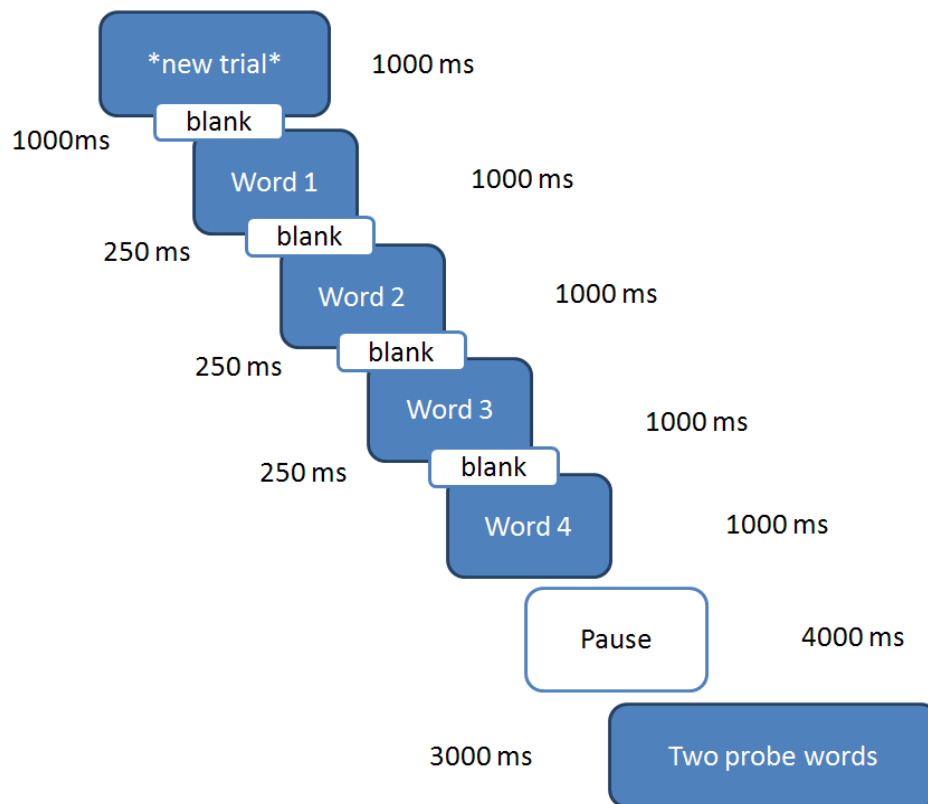 *new trial*
1000 ms
blank
1000ms
Word 1
1000 ms
blank
250 ms
Word 2
1000 ms
blank
250 ms
Word 3
1000 ms
blank
250 ms
Word 4
1000 ms
Pause
4000 ms
3000 ms
Two probe words